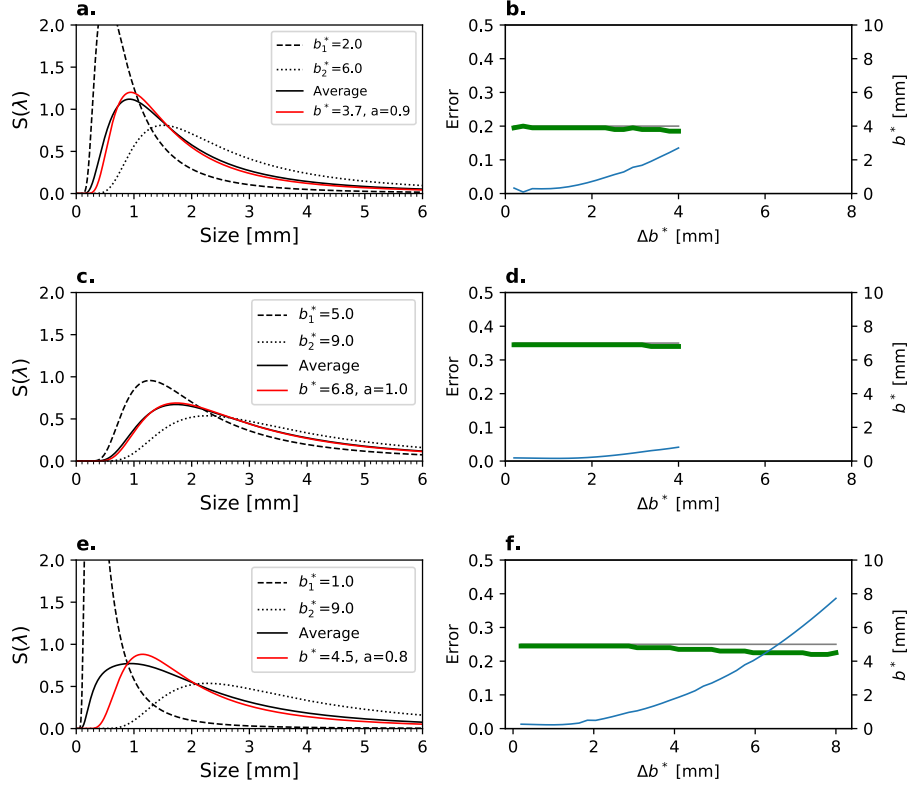 a.
2.0
1.5
1.0
0.5
0.0
S(λ)
b₁*=2.0
b₂*=6.0
Average
b*=3.7, a=0.9
0 1 2 3 4 5 6
Size [mm]
b.
0.5
0.4
0.3
0.2
0.1
0.0
Error
10
8
6
4
2
0
b* [mm]
0 2 4 6 8
Δb* [mm]
c.
2.0
1.5
1.0
0.5
0.0
S(λ)
b₁*=5.0
b₂*=9.0
Average
b*=6.8, a=1.0
0 1 2 3 4 5 6
Size [mm]
d.
0.5
0.4
0.3
0.2
0.1
0.0
Error
10
8
6
4
2
0
b* [mm]
0 2 4 6 8
Δb* [mm]
e.
2.0
1.5
1.0
0.5
0.0
S(λ)
b₁*=1.0
b₂*=9.0
Average
b*=4.5, a=0.8
0 1 2 3 4 5 6
Size [mm]
f.
0.5
0.4
0.3
0.2
0.1
0.0
Error
10
8
6
4
2
0
b* [mm]
0 2 4 6 8
Δb* [mm]